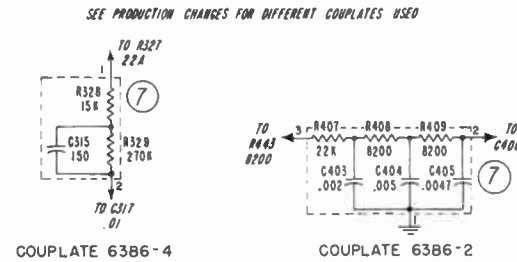 SEE PRODUCTION CHANGES FOR DIFFERENT COUPLATES USED
TO R327
22A
1
R328
15K
7
C315
150
R329
270K
2
TO C317
.01
COUPLATE 6386-4
TO
R443
8200
3
R407
22K
R408
8200
R409
8200
2
TO
C403
.002
C404
.005
C405
.0047
7
1
COUPLATE 6386-2